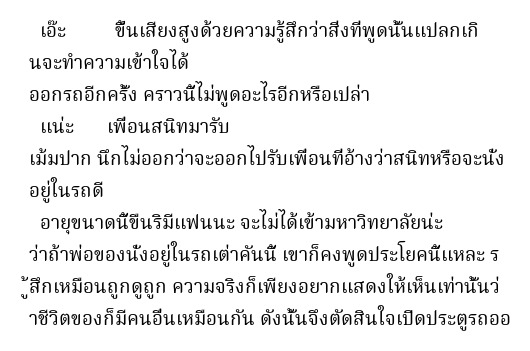 เอ๊ะ ขึ้นเสียงสูงด้วยความรู้สึกว่าสิ่งที่พูดนั้นแปลกเกิ
นจะทำความเข้าใจได้
ออกรถอีกครั้ง คราวนี้ไม่พูดอะไรอีกหรือเปล่า
แน่ะ เพื่อนสนิทมารับ
เม้มปาก นึกไม่ออกว่าจะออกไปรับเพื่อนที่อ้างว่าสนิทหรือจะนั่ง
อยู่ในรถดี
อายุขนาดนี้ขืนริมีแฟนนะ จะไม่ได้เข้ามหาวิทยาลัยน่ะ
ว่าถ้าพ่อของนั่งอยู่ในรถเต่าคันนี้ เขาก็คงพูดประโยคนี้แหละ ร
ู้สึกเหมือนถูกดูถูก ความจริงก็เพียงอยากแสดงให้เห็นเท่านั้นว่
าชีวิตของก็มีคนอื่นเหมือนกัน ดังนั้นจึงตัดสินใจเปิดประตูรถออ